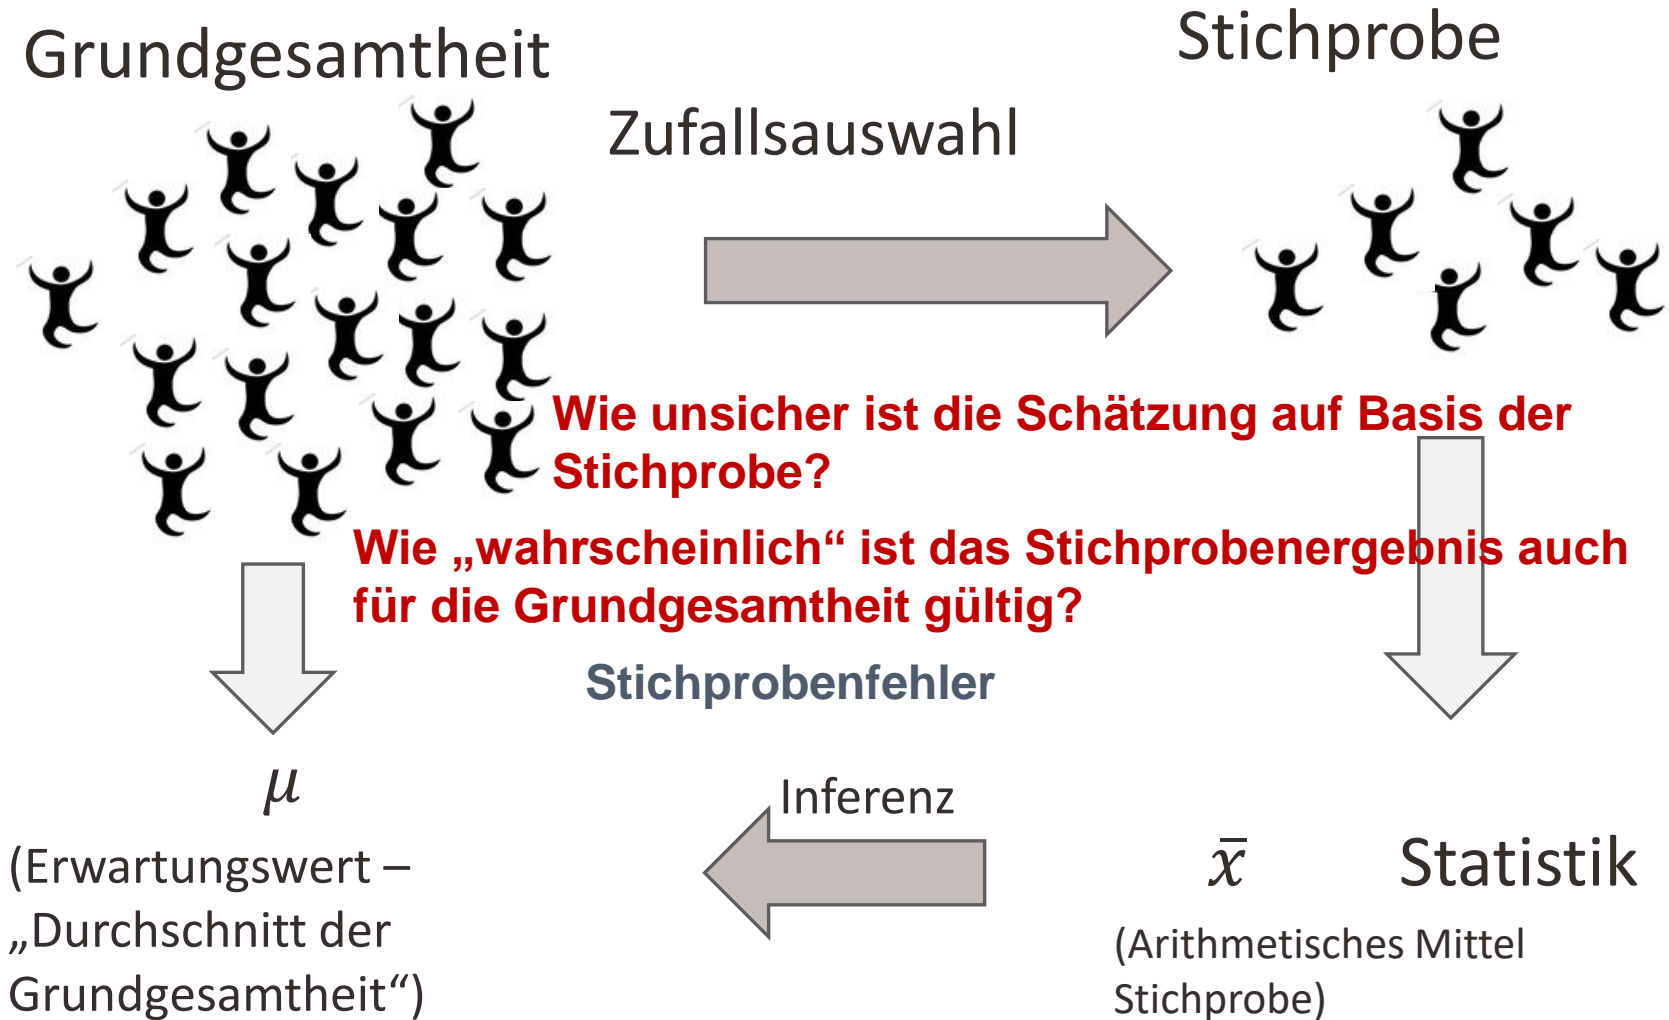 Grundgesamtheit
Stichprobe
Zufallsauswahl
Wie unsicher ist die Schätzung auf Basis der
Stichprobe?
Wie „wahrscheinlich“ ist das Stichprobenergebnis auch
für die Grundgesamtheit gültig?
Stichprobenfehler
μ
(Erwartungswert –
„Durchschnitt der
Grundgesamtheit“)
Inferenz
x̄
Statistik
(Arithmetisches Mittel
Stichprobe)